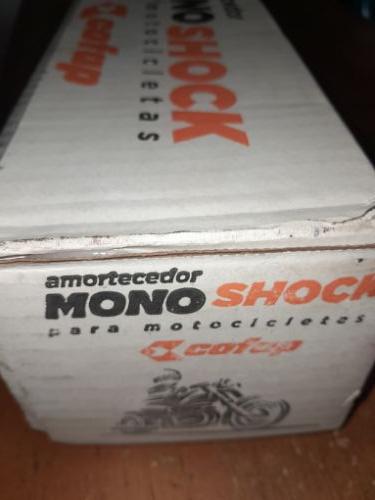 MONO SHOCK
motocicletas
cofap
amortecedor
MONO SHOCK
para motocicletas
cofap